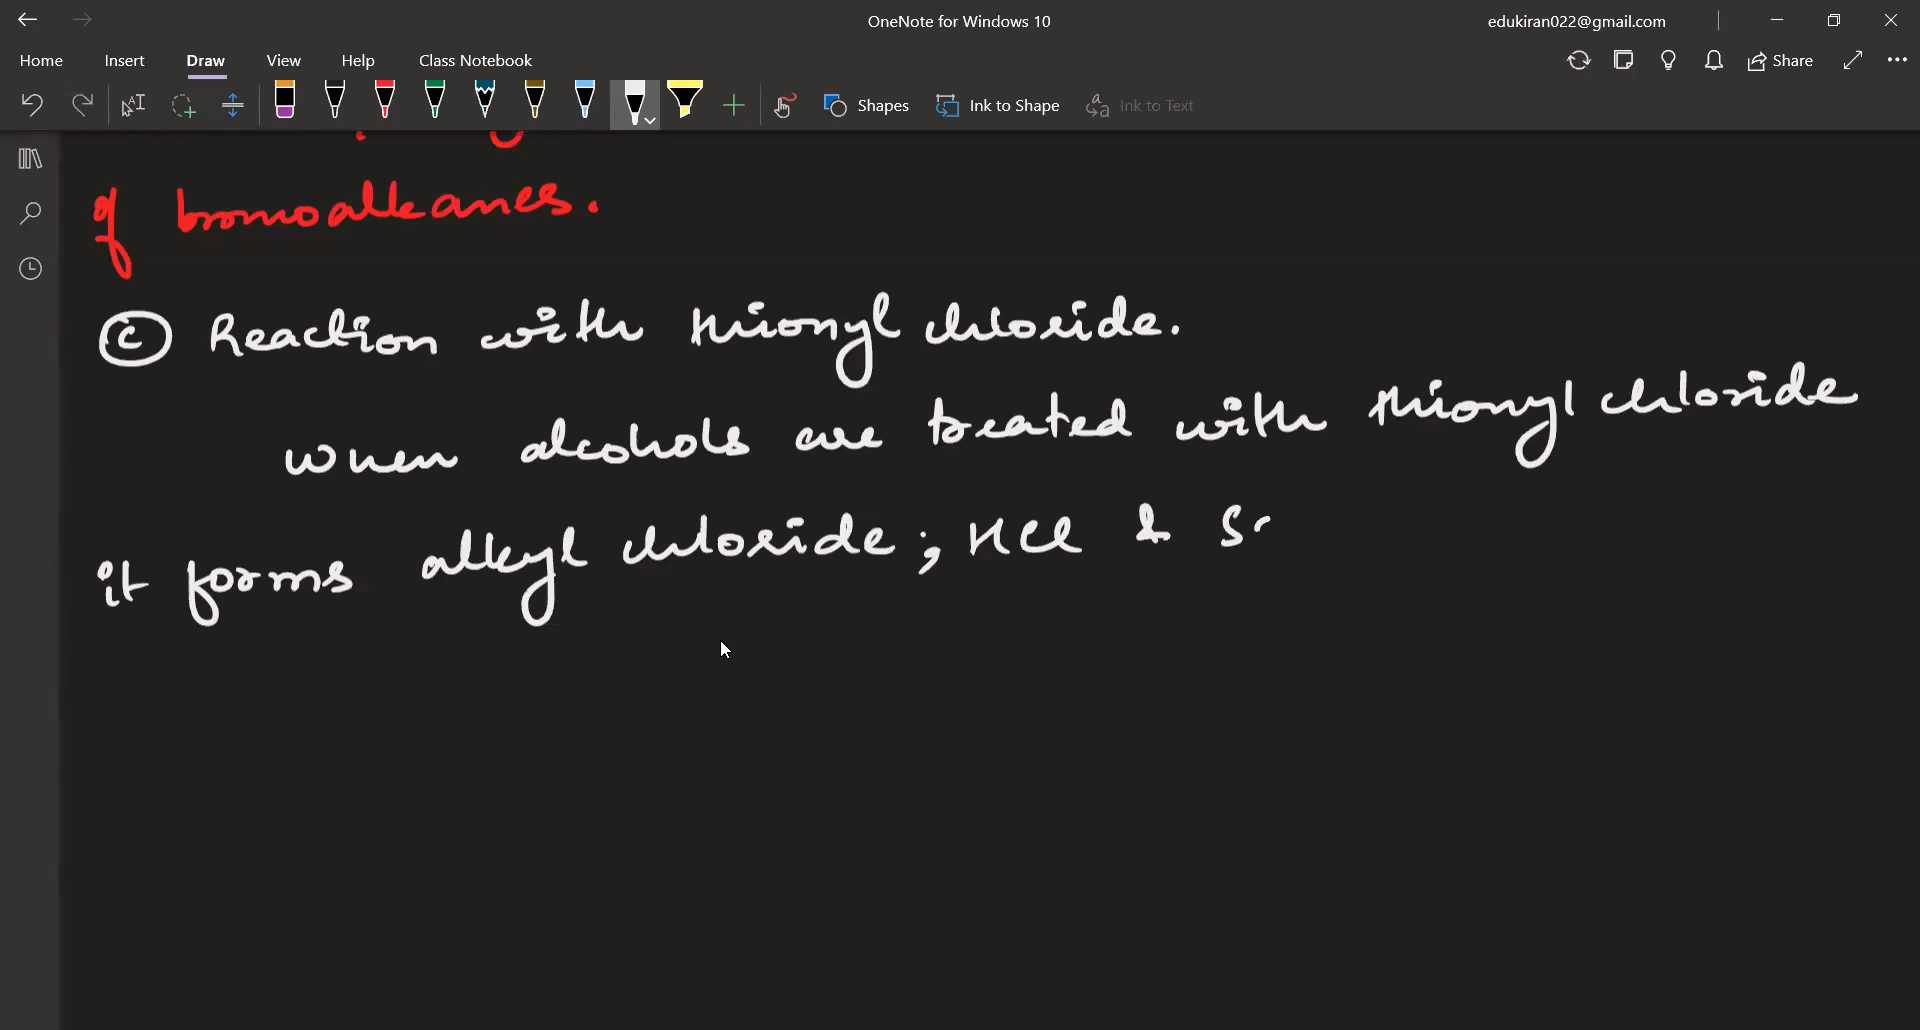 OneNote for Windows 10
edukiran022@gmail.com
Home Insert Draw View Help Class Notebook
Share
Shapes Ink to Shape Ink to Text
of bromoalkanes.
(c) Reaction with thionyl chloride.
when alcohols are treated with thionyl chloride
it forms alkyl chloride; HCl & S